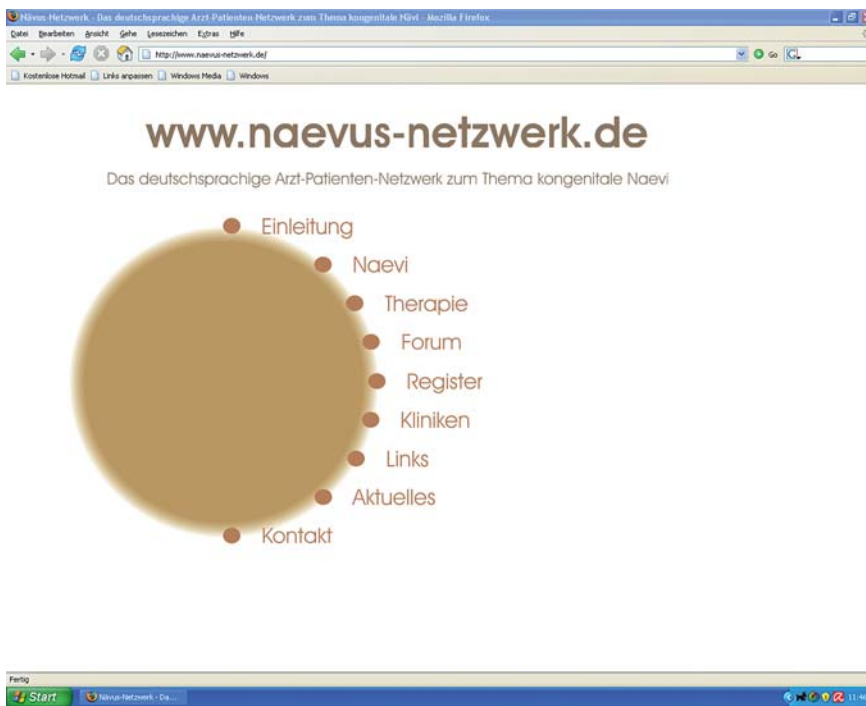 Nävus-Netzwerk - Das deutschsprachige Arzt-Patienten-Netzwerk zum Thema kongenitale Nävi - Mozilla Firefox
Datei Bearbeiten Ansicht Gehe Lesezeichen Extras Hilfe
http://www.naevus-netzwerk.de/ Go
Kostenlose Hotmail Links anpassen Windows Media Windows
www.naevus-netzwerk.de
Das deutschsprachige Arzt-Patienten-Netzwerk zum Thema kongenitale Naevi
Einleitung
Naevi
Therapie
Forum
Register
Kliniken
Links
Aktuelles
Kontakt
Fertig
Start Nävus-Netzwerk - Da... 11:46